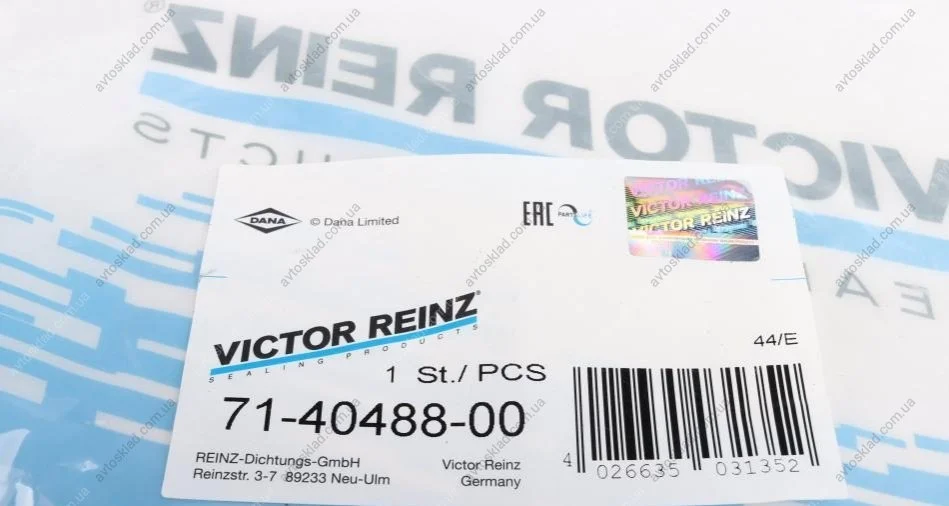 VICTOR REINZ®
PRODUCTS
DANA © Dana Limited
EAC PART
VICTOR REINZ
VICTOR REINZ
VICTOR REINZ®
SEALING PRODUCTS
44/E
1 St./ PCS
71-40488-00
REINZ-Dichtungs-GmbH
Reinzstr. 3-7 89233 Neu-Ulm
Victor Reinz
Germany
4 026635 031352
avtosklad.com.ua